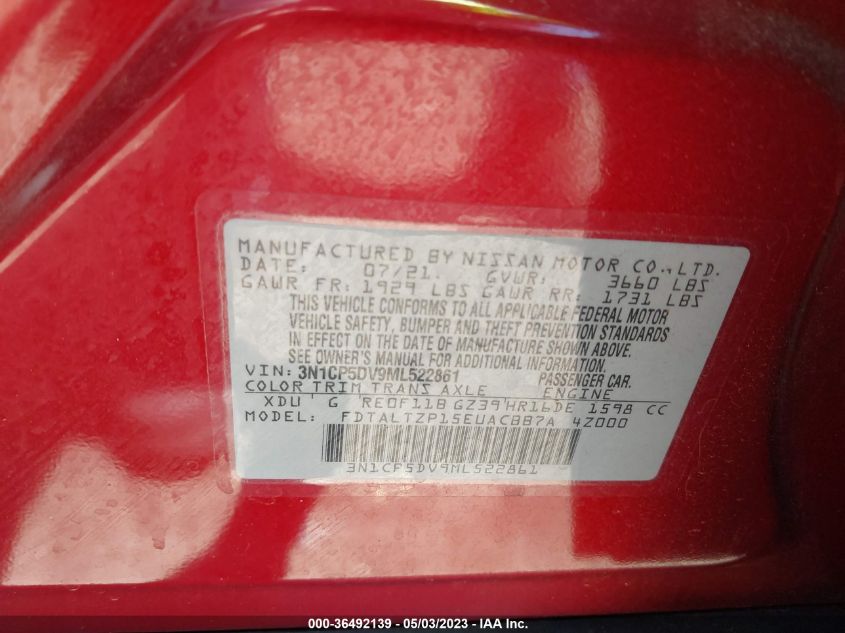 MANUFACTURED BY NISSAN MOTOR CO.,LTD.
DATE: 07/21. GVWR: 3660 LBS
GAWR FR: 1929 LBS GAWR RR: 1731 LBS
THIS VEHICLE CONFORMS TO ALL APPLICABLE FEDERAL MOTOR
VEHICLE SAFETY, BUMPER AND THEFT PREVENTION STANDARDS
IN EFFECT ON THE DATE OF MANUFACTURE SHOWN ABOVE.
SEE OWNER'S MANUAL FOR ADDITIONAL INFORMATION.
VIN: 3N1CP5DV9ML522861 PASSENGER CAR.
COLOR TRIM TRANS AXLE ENGINE
XDU G RE0F11B GZ39 HR16DE 1598 CC
MODEL: FDTALTZP15EUACBB7A 4Z000
3N1CP5DV9ML522861
000-36492139 - 05/03/2023 - IAA Inc.